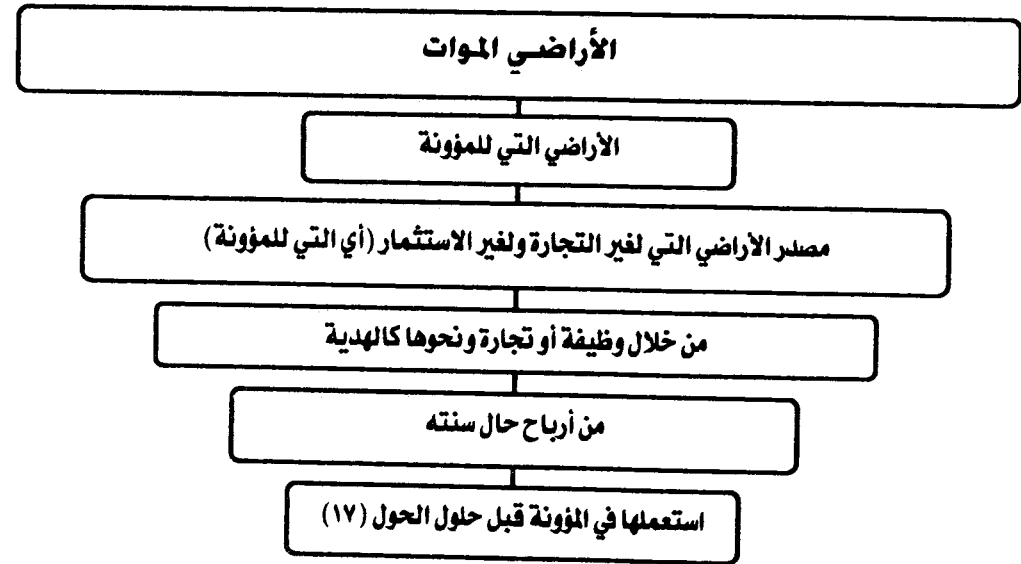 الأراضي الموات
الأراضي التي للمؤونة
مصدر الأراضي التي لغير التجارة ولغير الاستثمار (أي التي للمؤونة)
من خلال وظيفة أو تجارة ونحوها كالهدية
من أرباح حال سنته
استعملها في المؤونة قبل حلول الحول (١٧)